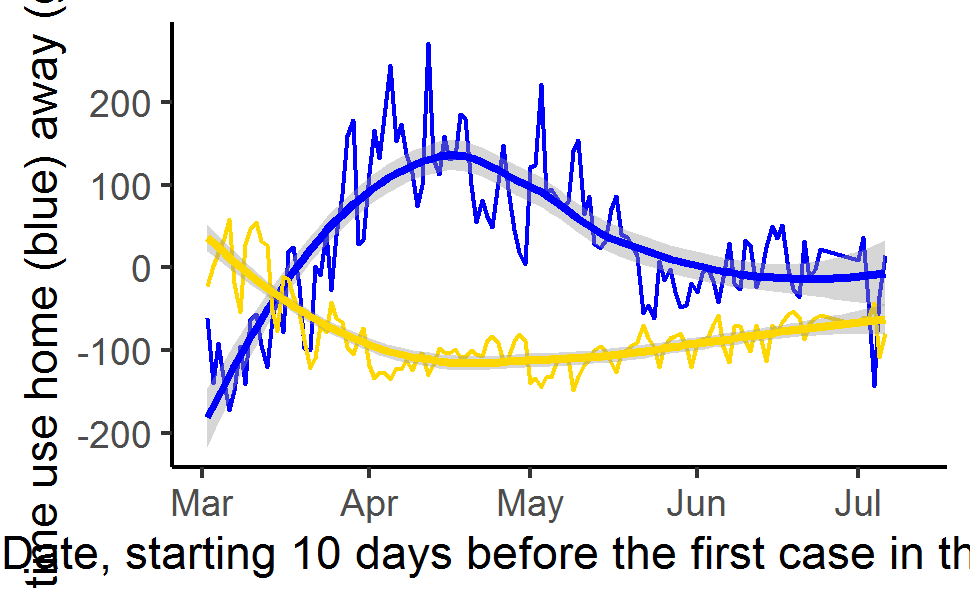 time use home (blue) away (
200
100
0
-100
-200
Mar Apr May Jun Jul
Date, starting 10 days before the first case in th